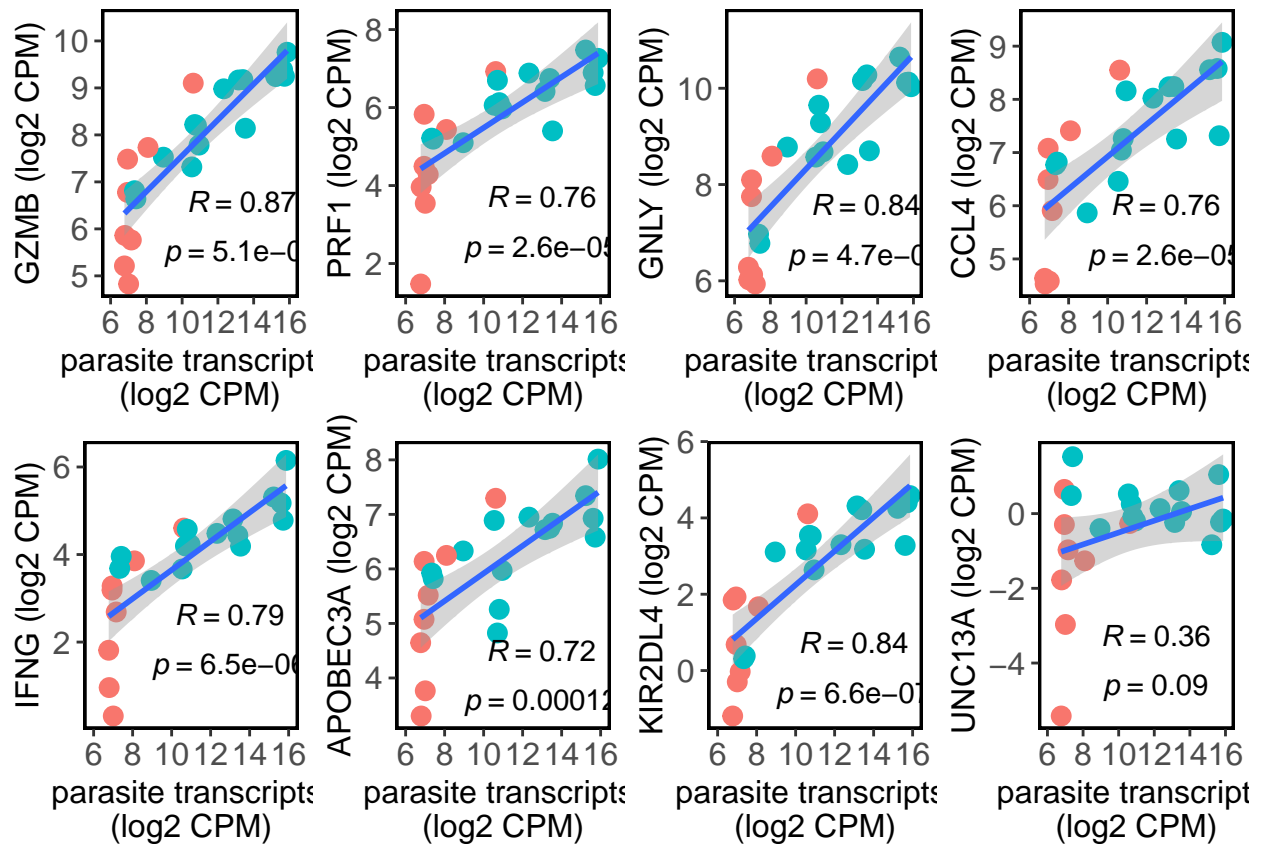 GZMB (log2 CPM)
10
9
8
7
6
5
R = 0.87
p = 5.1e−0
6 8 10 12 14 16
parasite transcript
(log2 CPM)
PRF1 (log2 CPM)
8
6
4
2
R = 0.76
p = 2.6e−05
6 8 10 12 14 16
parasite transcripts
(log2 CPM)
GNLY (log2 CPM)
10
8
6
R = 0.84
p = 4.7e−0
6 8 10 12 14 16
parasite transcript
(log2 CPM)
CCL4 (log2 CPM)
9
8
7
6
5
R = 0.76
p = 2.6e−05
6 8 10 12 14 16
parasite transcripts
(log2 CPM)
IFNG (log2 CPM)
6
4
2
R = 0.79
p = 6.5e−06
6 8 10 12 14 16
parasite transcripts
(log2 CPM)
APOBEC3A (log2 CPM)
8
7
6
5
4
R = 0.72
p = 0.00012
6 8 10 12 14 16
parasite transcripts
(log2 CPM)
KIR2DL4 (log2 CPM)
6
4
2
0
R = 0.84
p = 6.6e−07
6 8 10 12 14 16
parasite transcripts
(log2 CPM)
UNC13A (log2 CPM)
0
−2
−4
R = 0.36
p = 0.09
6 8 10 12 14 16
parasite transcripts
(log2 CPM)